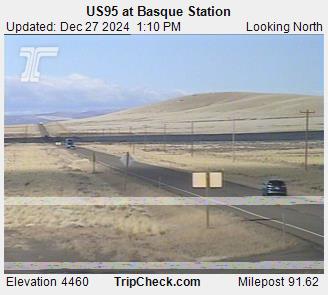 US95 at Basque Station
Updated: Dec 27 2024 1:10 PM Looking North
Elevation 4460 TripCheck.com Milepost 91.62